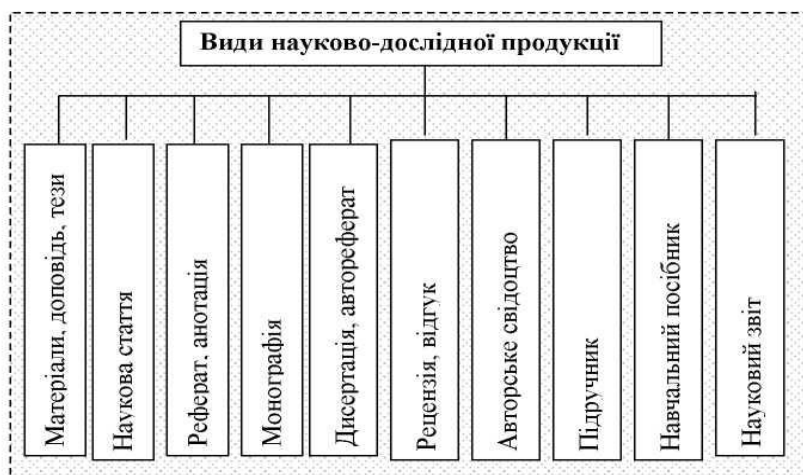 Види науково-дослідної продукції
Матеріали, доповідь, тези
Наукова стаття
Реферат, анотація
Монографія
Дисертація, автореферат
Рецензія, відгук
Авторське свідоцтво
Підручник
Навчальний посібник
Науковий звіт